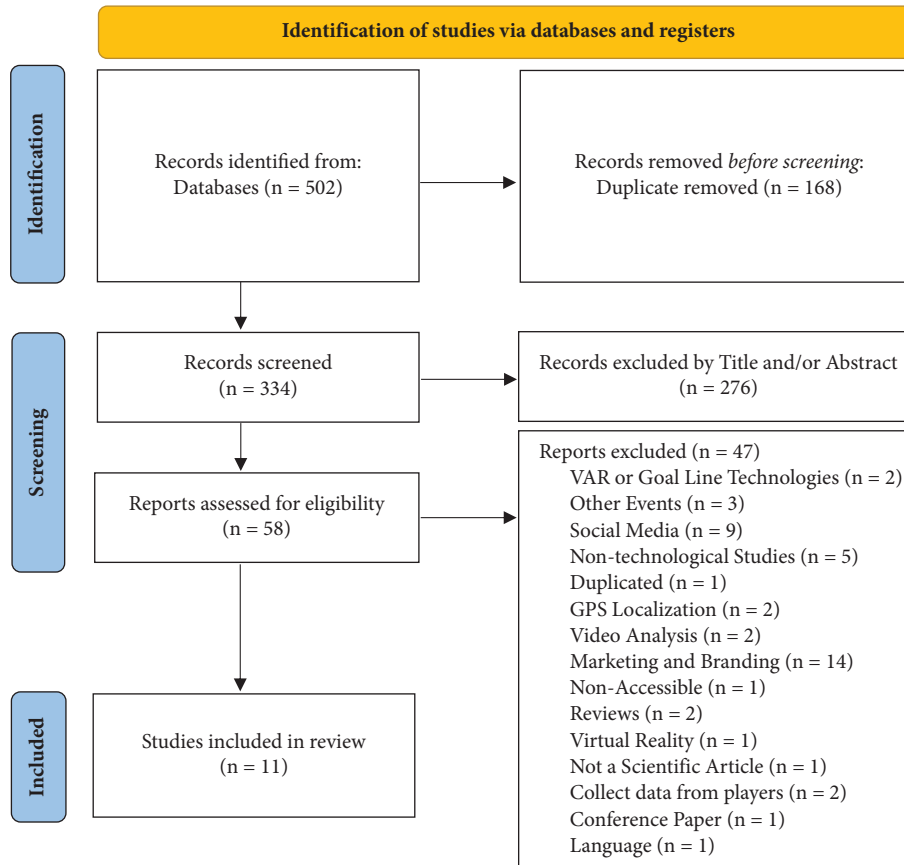 Identification of studies via databases and registers
Identification
Records identified from:
Databases (n = 502)
Records removed before screening:
Duplicate removed (n = 168)
Screening
Records screened
(n = 334)
Records excluded by Title and/or Abstract
(n = 276)
Reports assessed for eligibility
(n = 58)
Reports excluded (n = 47)
VAR or Goal Line Technologies (n = 2)
Other Events (n = 3)
Social Media (n = 9)
Non-technological Studies (n = 5)
Duplicated (n = 1)
GPS Localization (n = 2)
Video Analysis (n = 2)
Marketing and Branding (n = 14)
Non-Accessible (n = 1)
Reviews (n = 2)
Virtual Reality (n = 1)
Not a Scientific Article (n = 1)
Collect data from players (n = 2)
Conference Paper (n = 1)
Language (n = 1)
Included
Studies included in review
(n = 11)